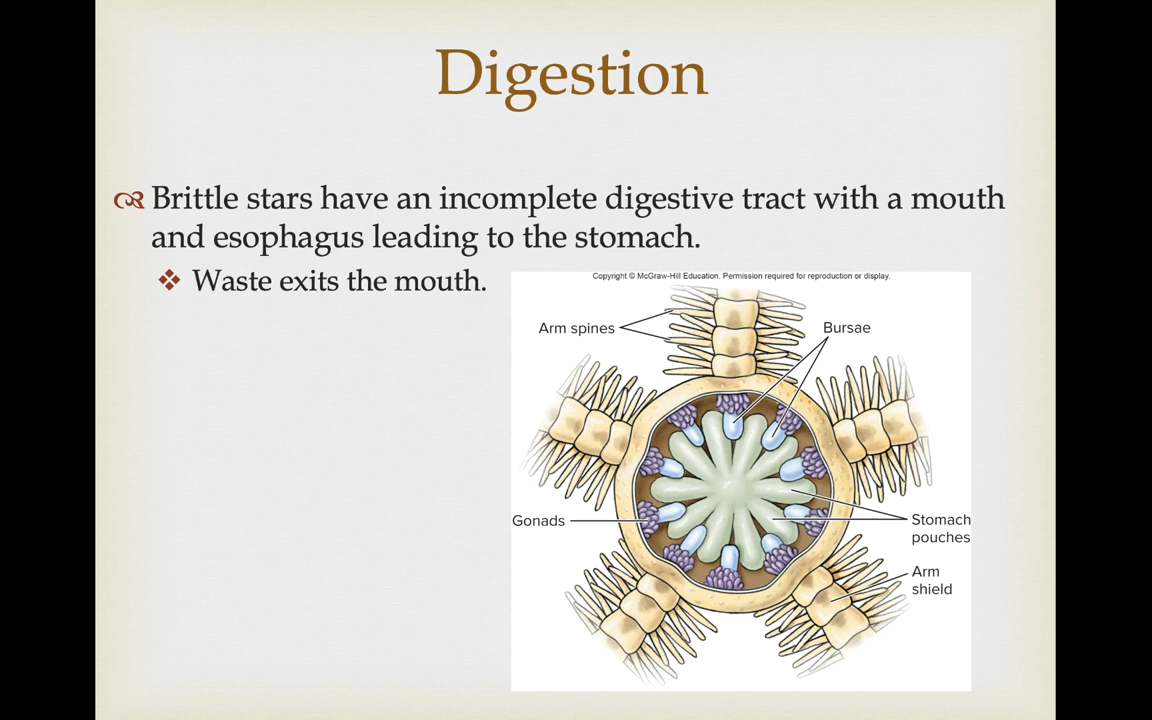 Digestion
Brittle stars have an incomplete digestive tract with a mouth
and esophagus leading to the stomach.
Waste exits the mouth.
Copyright © McGraw-Hill Education. Permission required for reproduction or display.
Arm spines
Bursae
Gonads
Stomach
pouches
Arm
shield